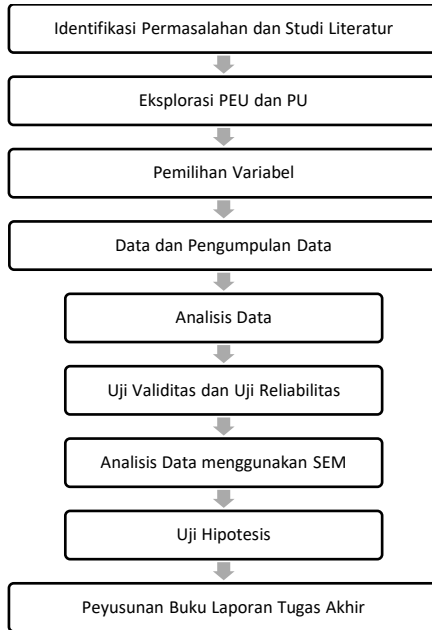 Identifikasi Permasalahan dan Studi Literatur
Eksplorasi PEU dan PU
Pemilihan Variabel
Data dan Pengumpulan Data
Analisis Data
Uji Validitas dan Uji Reliabilitas
Analisis Data menggunakan SEM
Uji Hipotesis
Peyusunan Buku Laporan Tugas Akhir